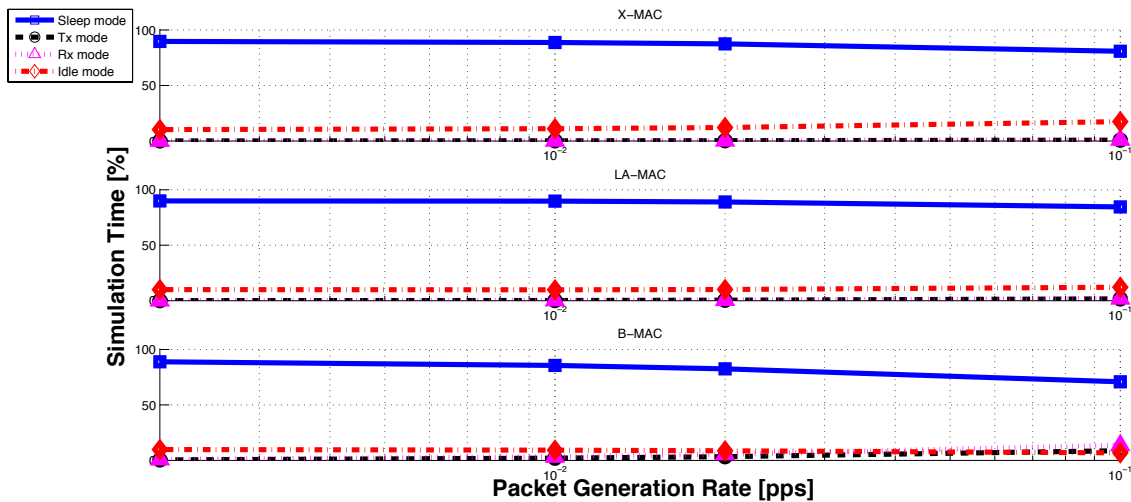 Sleep mode
Tx mode
Rx mode
Idle mode
X−MAC
100
50
0
10−2
10−1
LA−MAC
100
50
0
10−2
10−1
B−MAC
100
50
0
10−2
10−1
Simulation Time [%]
Packet Generation Rate [pps]